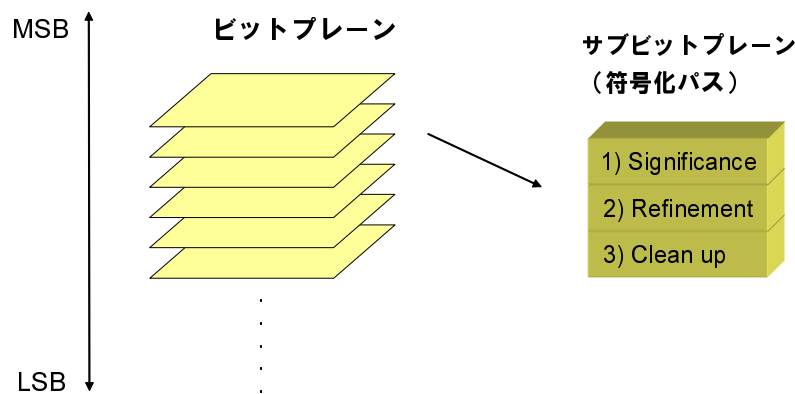 MSB
ビットプレーン
サブビットプレーン
（符号化パス）
1) Significance
2) Refinement
3) Clean up
LSB